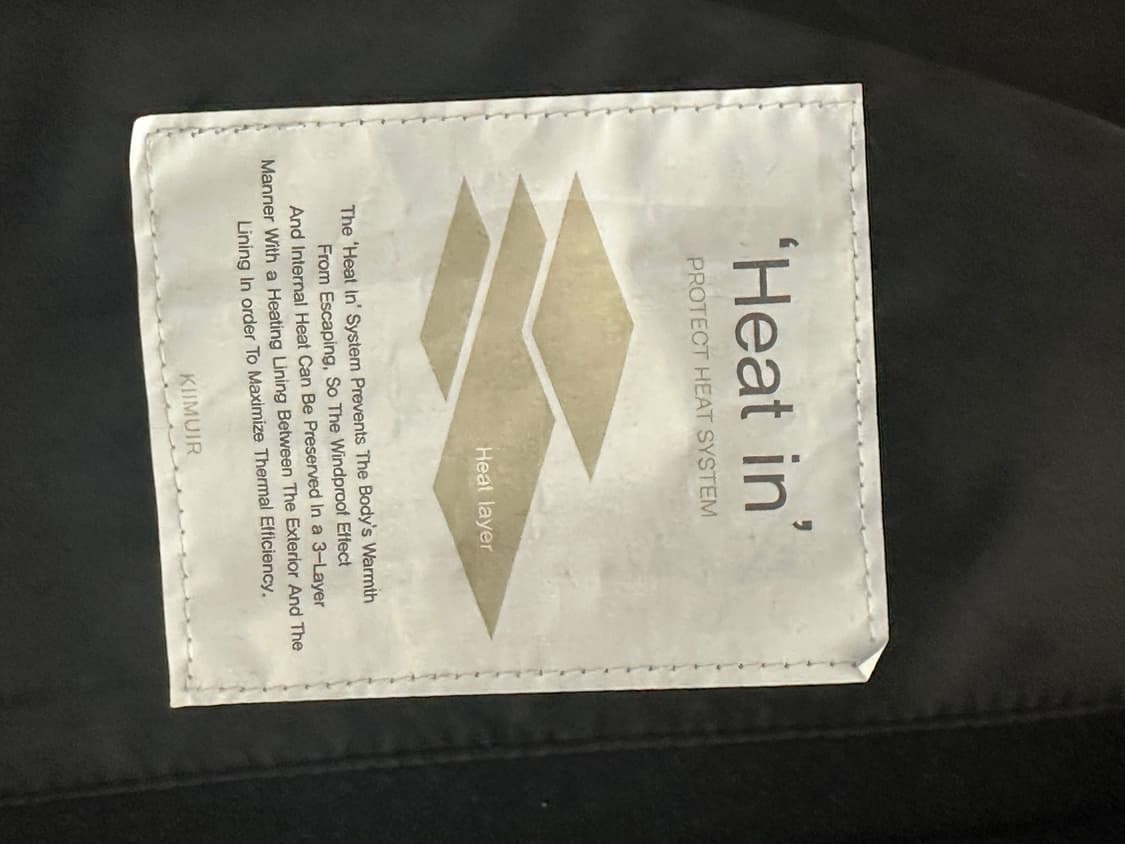 'Heat in'
PROTECT HEAT SYSTEM
Heat layer
The 'Heat In' System Prevents The Body's Warmth
From Escaping, So The Windproof Effect
And Internal Heat Can Be Preserved In a 3-Layer
Manner With a Heating Lining Between The Exterior And The
Lining In order To Maximize Thermal Efficiency.
KIIMUIR